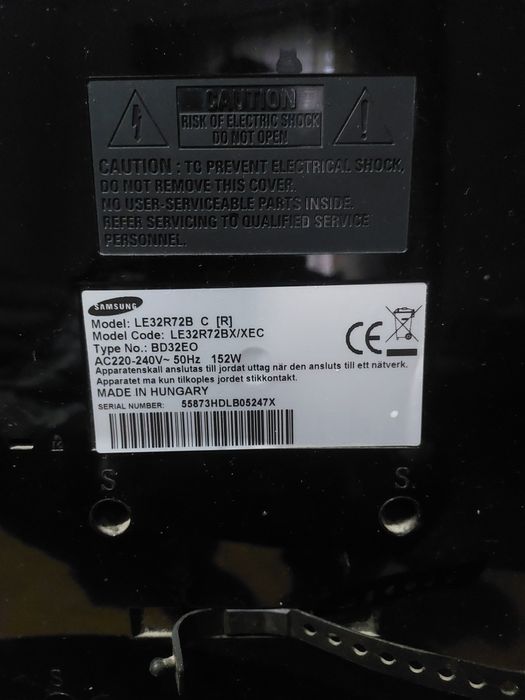 CAUTION
RISK OF ELECTRIC SHOCK
DO NOT OPEN
CAUTION : TO PREVENT ELECTRICAL SHOCK,
DO NOT REMOVE THIS COVER.
NO USER-SERVICEABLE PARTS INSIDE.
REFER SERVICING TO QUALIFIED SERVICE
PERSONNEL.
SAMSUNG
Model: LE32R72B C [R]
Model Code: LE32R72BX/XEC
Type No.: BD32EO
AC220-240V~ 50Hz 152W
Apparatenskall anslutas till jordat uttag när den ansluts till ett nätverk.
Apparatet ma kun tilkoples jordet stikkontakt.
MADE IN HUNGARY
SERIAL NUMBER: 55873HDLB05247X
CE
S
S
S